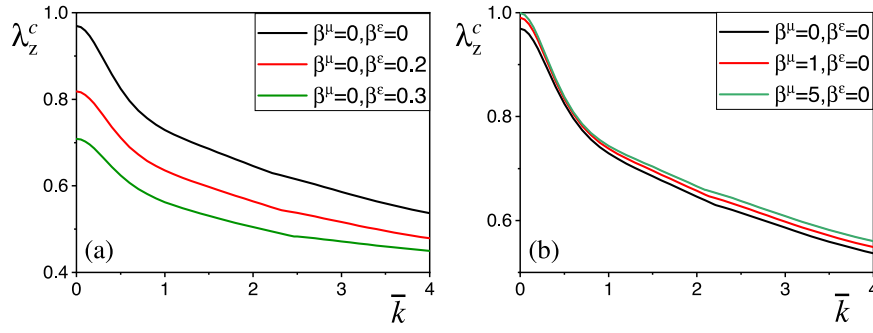 λ_z^c
1.0
0.8
0.6
0.4
β^μ=0,β^ε=0
β^μ=0,β^ε=0.2
β^μ=0,β^ε=0.3
(a)
0 1 2 3 4
k̄
λ_z^c
1.0
0.8
0.6
β^μ=0,β^ε=0
β^μ=1,β^ε=0
β^μ=5,β^ε=0
(b)
0 1 2 3 4
k̄